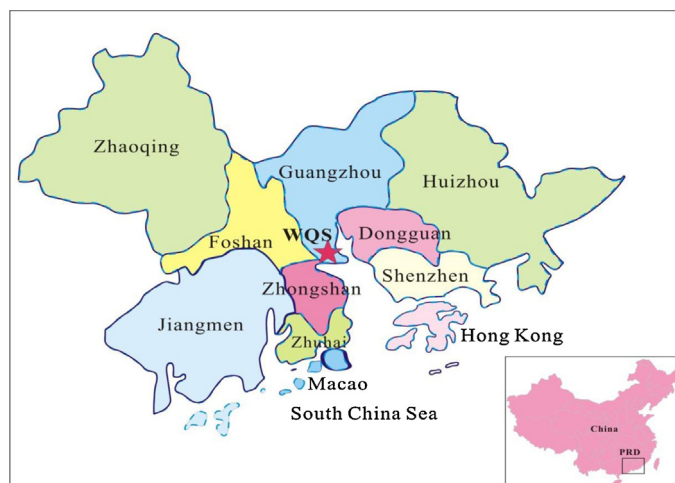 Zhaoqing
Guangzhou
Huizhou
WQS
Dongguan
Foshan
Shenzhen
Zhongshan
Jiangmen
Hong Kong
Zhuhai
Macao
South China Sea
China
PRD